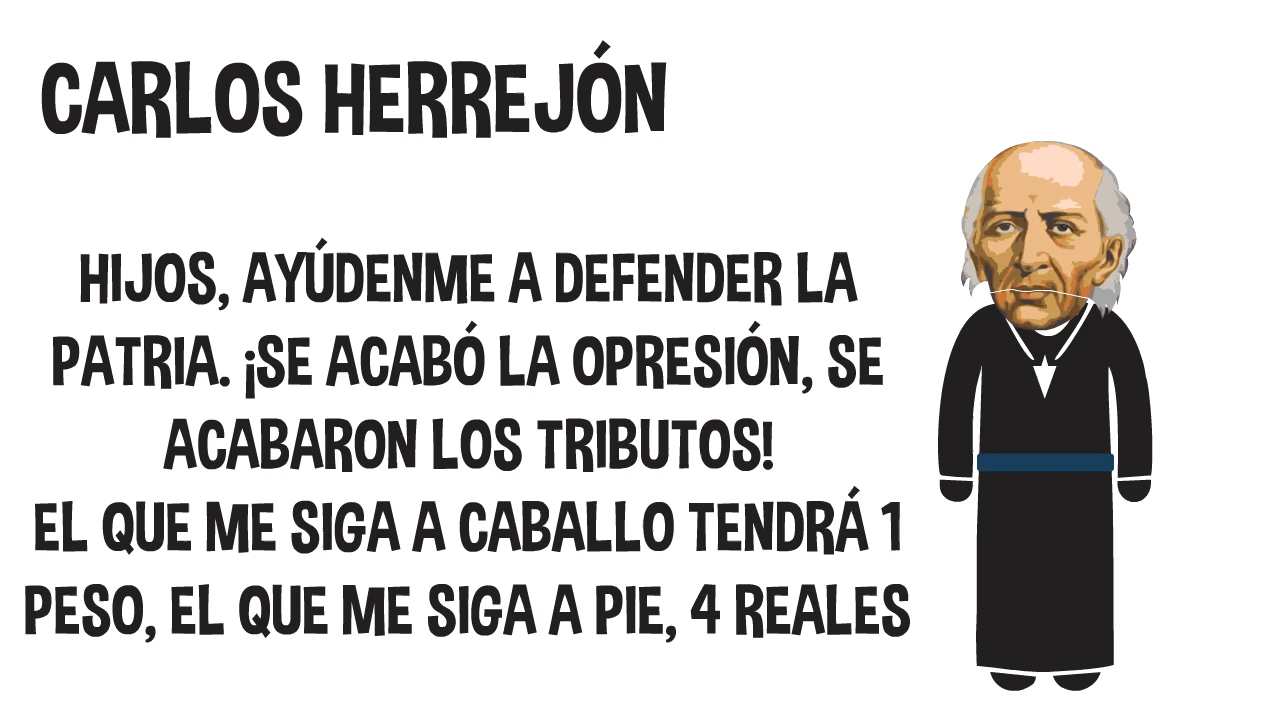 CARLOS HERREJÓN
HIJOS, AYÚDENME A DEFENDER LA
PATRIA. ¡SE ACABÓ LA OPRESIÓN, SE
ACABARON LOS TRIBUTOS!
EL QUE ME SIGA A CABALLO TENDRÁ 1
PESO, EL QUE ME SIGA A PIE, 4 REALES